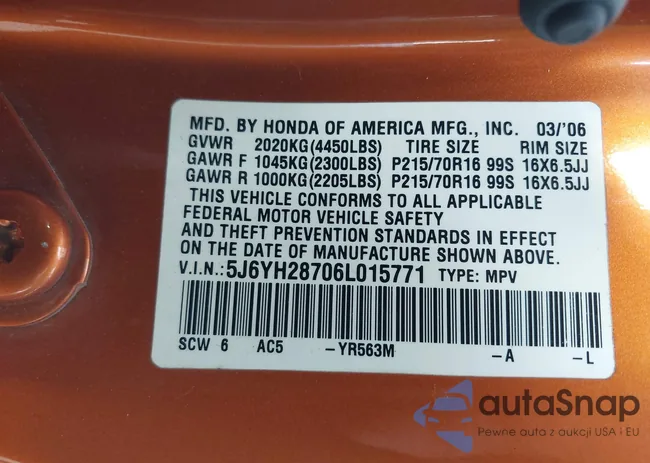 MFD. BY HONDA OF AMERICA MFG., INC. 03/'06
GVWR 2020KG(4450LBS) TIRE SIZE RIM SIZE
GAWR F 1045KG(2300LBS) P215/70R16 99S 16X6.5JJ
GAWR R 1000KG(2205LBS) P215/70R16 99S 16X6.5JJ
THIS VEHICLE CONFORMS TO ALL APPLICABLE
FEDERAL MOTOR VEHICLE SAFETY
AND THEFT PREVENTION STANDARDS IN EFFECT
ON THE DATE OF MANUFACTURE SHOWN ABOVE.
V.I.N.: 5J6YH28706L015771 TYPE: MPV
SCW 6 AC5 -YR563M -A -L
autaSnap
Pewne auta z aukcji USA i EU